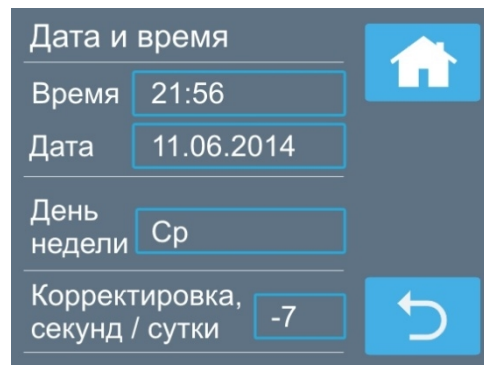 Дата и время
Время 21:56
Дата 11.06.2014
День
недели Ср
Корректировка,
секунд / сутки -7